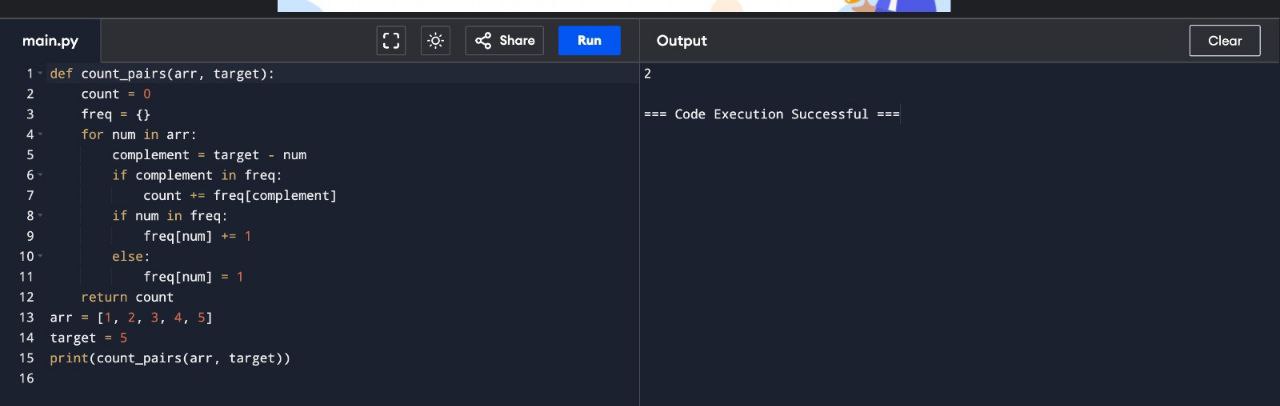 main.py
Share
Run
Output
Clear
1 def count_pairs(arr, target):
2     count = 0
3     freq = {}
4     for num in arr:
5         complement = target - num
6         if complement in freq:
7             count += freq[complement]
8         if num in freq:
9             freq[num] += 1
10         else:
11             freq[num] = 1
12     return count
13 arr = [1, 2, 3, 4, 5]
14 target = 5
15 print(count_pairs(arr, target))
16
2
=== Code Execution Successful ===